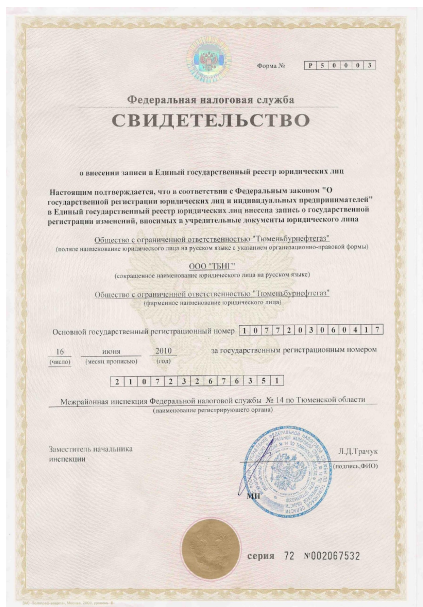 Форма № Р 5 0 0 0 3
Федеральная налоговая служба
СВИДЕТЕЛЬСТВО
о внесении записи в Единый государственный реестр юридических лиц
Настоящим подтверждается, что в соответствии с Федеральным законом "О
государственной регистрации юридических лиц и индивидуальных предпринимателей"
в Единый государственный реестр юридических лиц внесена запись о государственной
регистрации изменений, вносимых в учредительные документы юридического лица
Общество с ограниченной ответственностью "Тюменьбурнефтегаз"
(полное наименование юридического лица на русском языке с указанием организационно-правовой формы)
ООО "ТБНГ"
(сокращенное наименование юридического лица на русском языке)
Общество с ограниченной ответственностью "Тюменьбурнефтегаз"
(фирменное наименование юридического лица)
Основной государственный регистрационный номер 1 0 7 7 2 0 3 0 6 0 4 1 7
16 июня 2010 за государственным регистрационным номером
(число) (месяц прописью) (год)
2 1 0 7 2 3 2 6 7 6 3 5 1
Межрайонная инспекция Федеральной налоговой службы № 14 по Тюменской области
(наименование регистрирующего органа)
Заместитель начальника
инспекции
Л.Д.Трачук
(подпись, ФИО)
МП
серия 72 №002067532